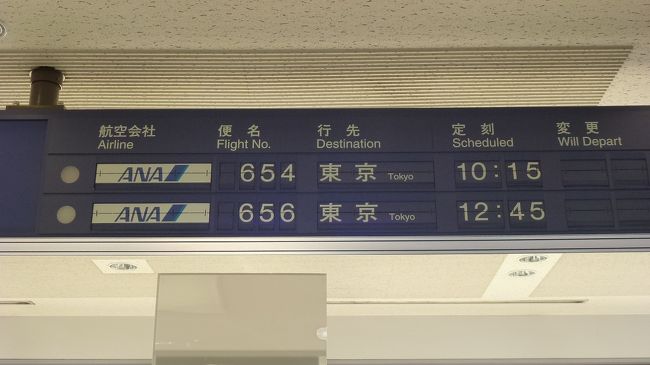 航空会社 便名 行先 定刻 変更
Airline Flight No. Destination Scheduled Will Depart
ANA 654 東京 Tokyo 10:15
ANA 656 東京 Tokyo 12:45